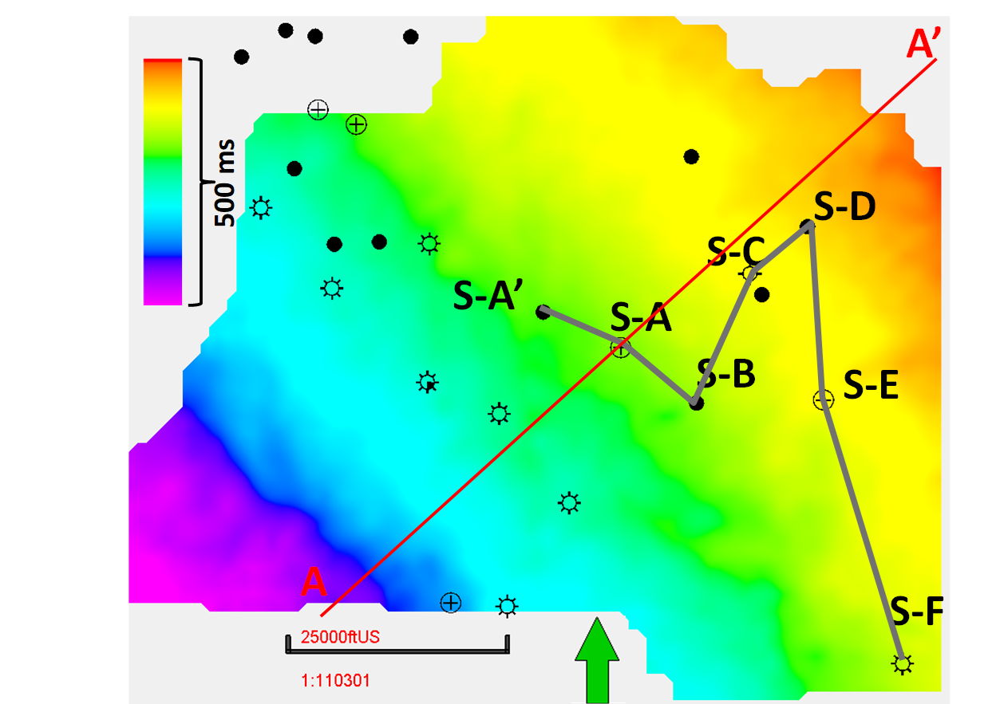 A’
500 ms
S-D
S-C
S-A’
S-A
S-B
S-E
A
S-F
25000ftUS
1:110301